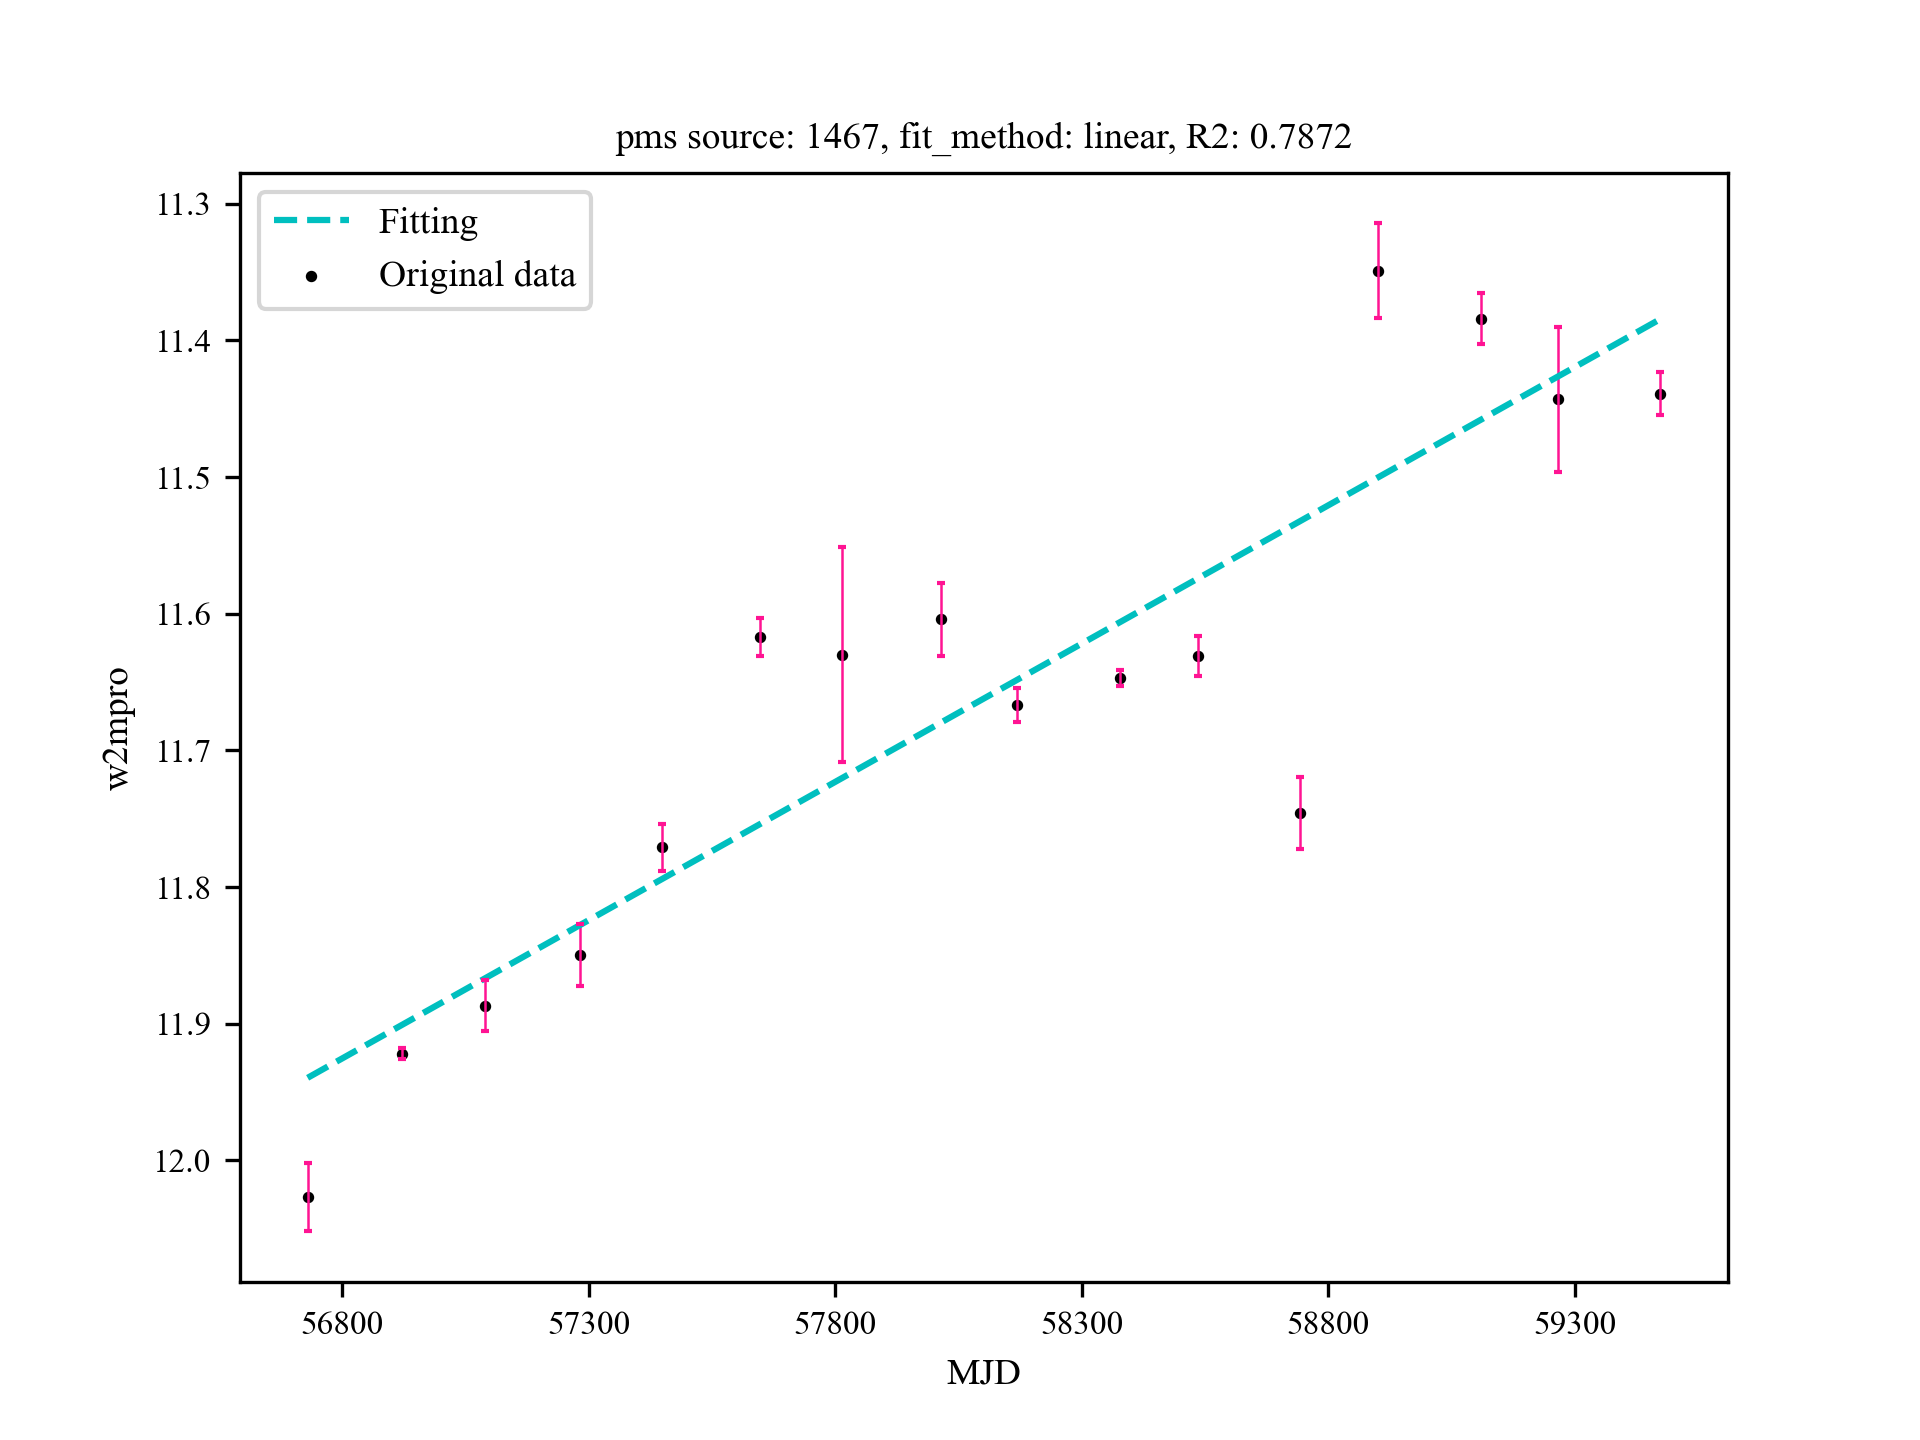 pms source: 1467, fit_method: linear, R2: 0.7872
Fitting
Original data
11.3
11.4
11.5
11.6
11.7
11.8
11.9
12.0
w2mpro
56800 57300 57800 58300 58800 59300
MJD